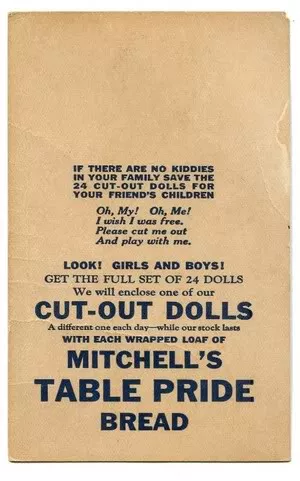 IF THERE ARE NO KIDDIES
IN YOUR FAMILY SAVE THE
24 CUT-OUT DOLLS FOR
YOUR FRIEND'S CHILDREN
Oh, My! Oh, Me!
I wish I was free.
Please cut me out
And play with me.
LOOK! GIRLS AND BOYS!
GET THE FULL SET OF 24 DOLLS
We will enclose one of our
CUT-OUT DOLLS
A different one each day—while our stock lasts
WITH EACH WRAPPED LOAF OF
MITCHELL'S
TABLE PRIDE
BREAD